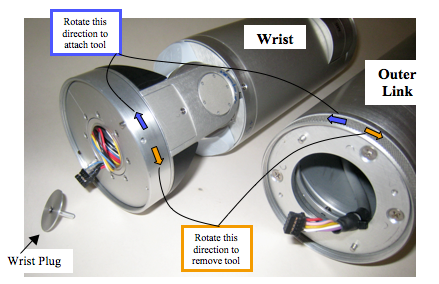 Rotate this
direction to
attach tool
Wrist
Outer
Link
Rotate this
direction to
remove tool
Wrist Plug